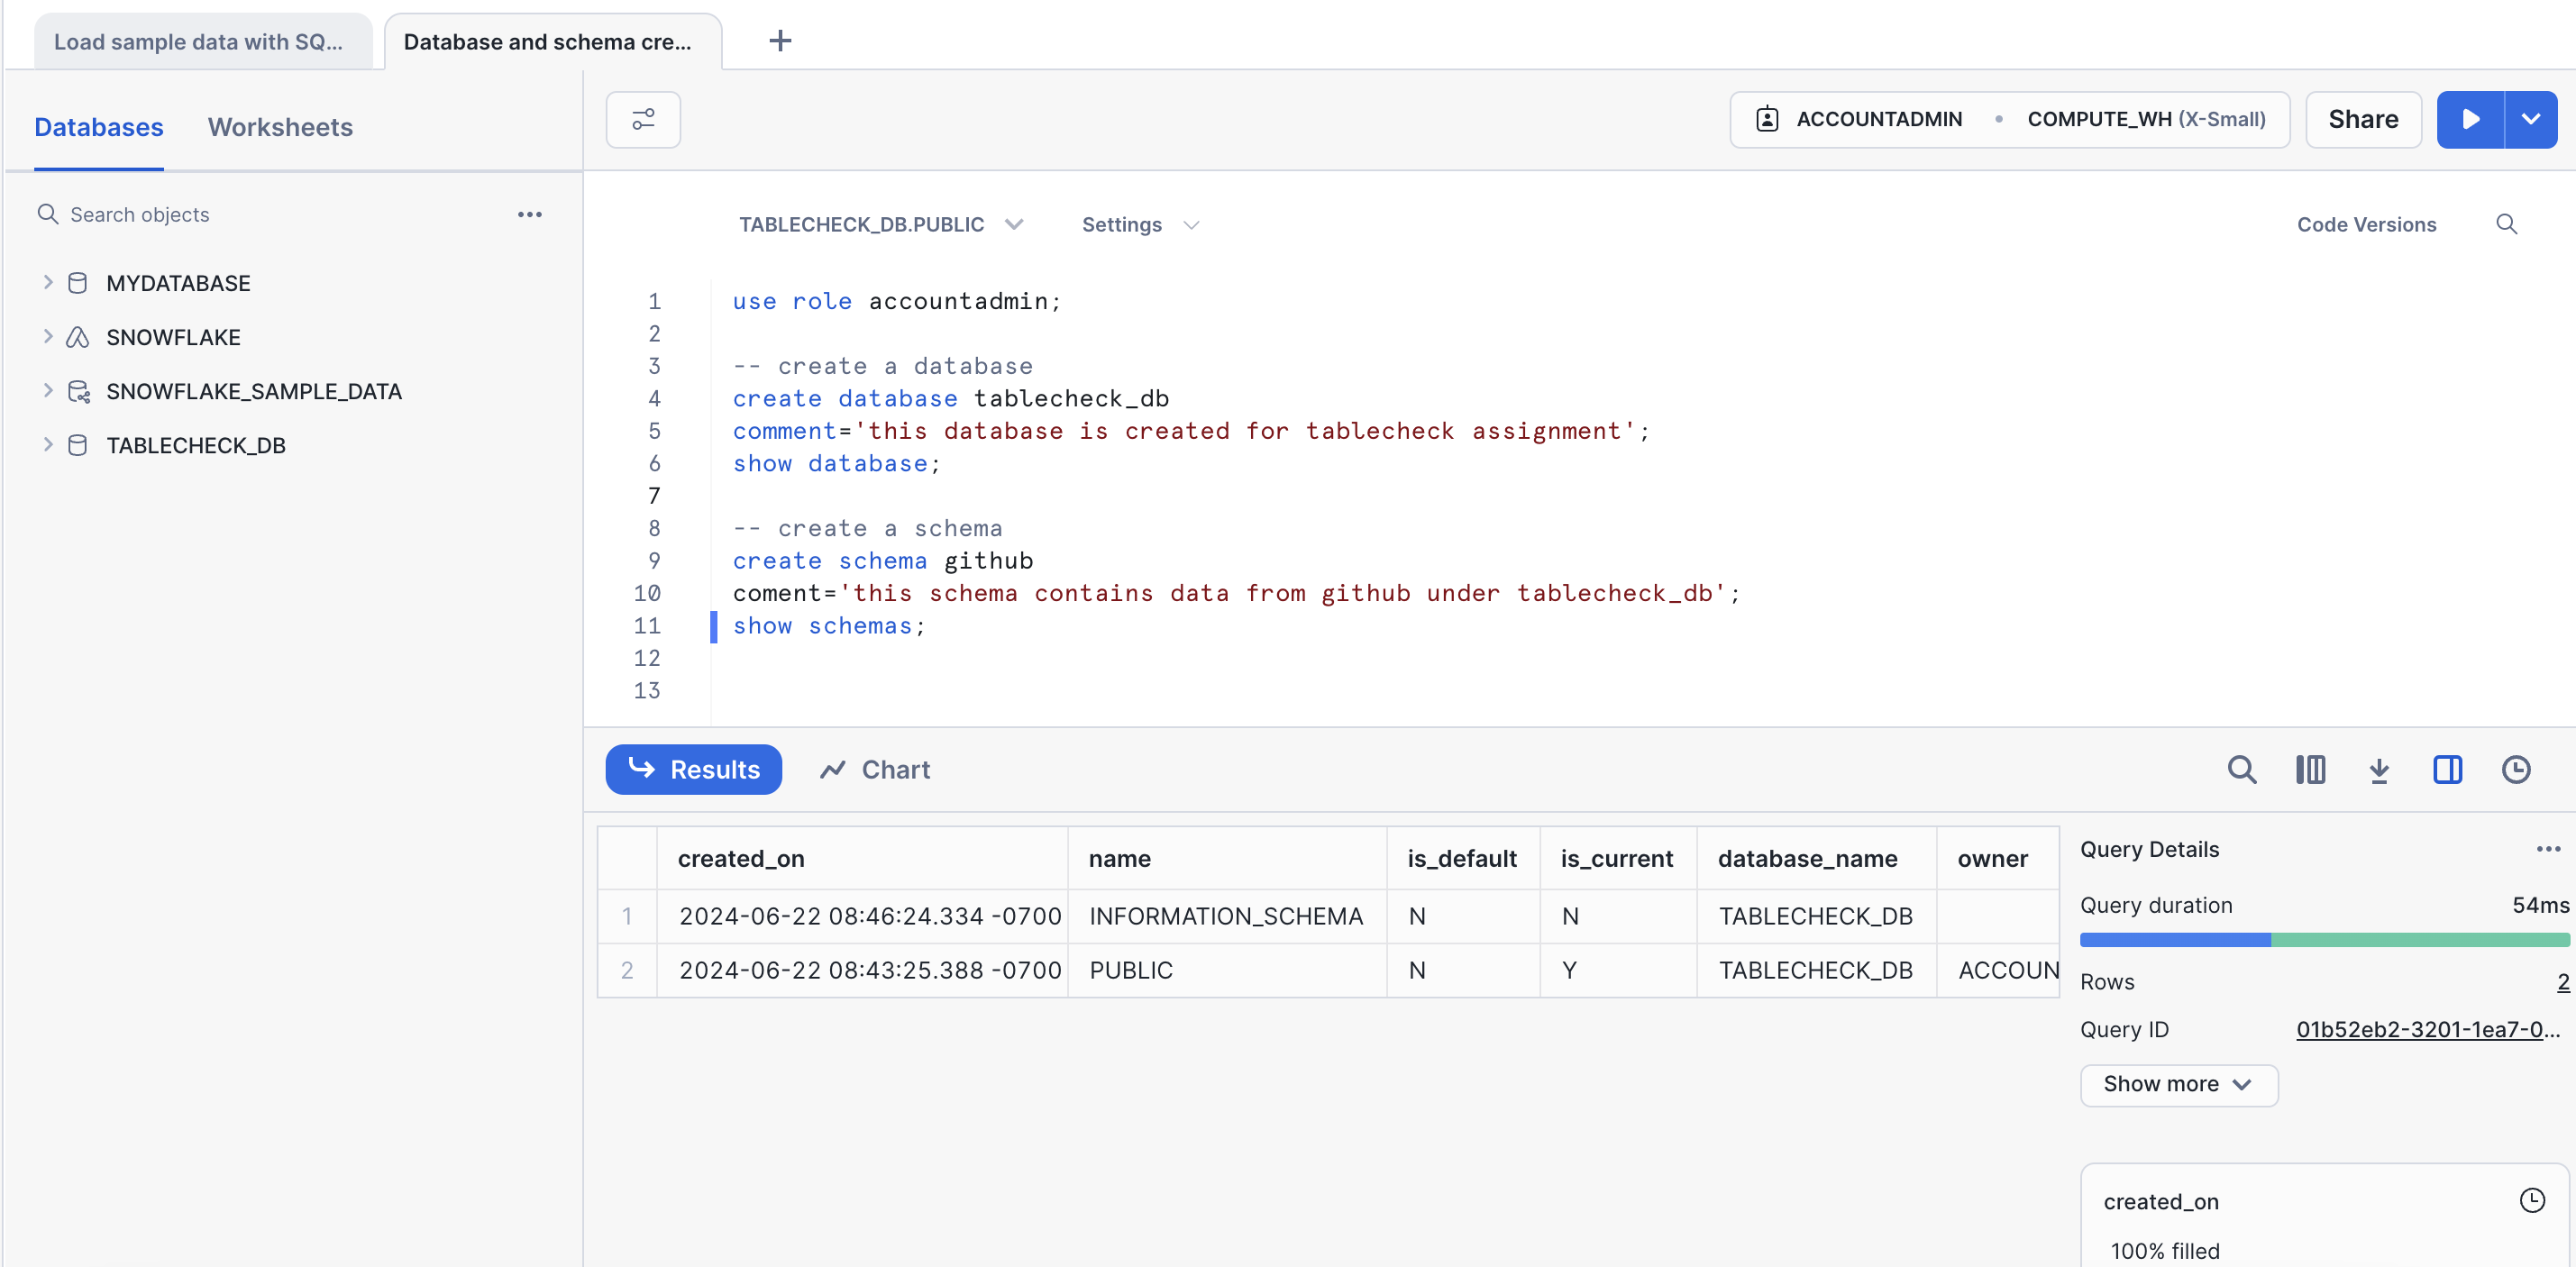 Load sample data with SQ...
Database and schema cre...
Databases
Worksheets
ACCOUNTADMIN
COMPUTE_WH (X-Small)
Share
Search objects
MYDATABASE
SNOWFLAKE
SNOWFLAKE_SAMPLE_DATA
TABLECHECK_DB
TABLECHECK_DB.PUBLIC
Settings
Code Versions
1 use role accountadmin;
2
3 -- create a database
4 create database tablecheck_db
5 comment='this database is created for tablecheck assignment';
6 show database;
7
8 -- create a schema
9 create schema github
10 coment='this schema contains data from github under tablecheck_db';
11 show schemas;
12
13
Results
Chart
created_on name is_default is_current database_name owner
1 2024-06-22 08:46:24.334 -0700 INFORMATION_SCHEMA N N TABLECHECK_DB
2 2024-06-22 08:43:25.388 -0700 PUBLIC N Y TABLECHECK_DB ACCOUN
Query Details
Query duration 54ms
Rows 2
Query ID 01b52eb2-3201-1ea7-0...
Show more
created_on
100% filled